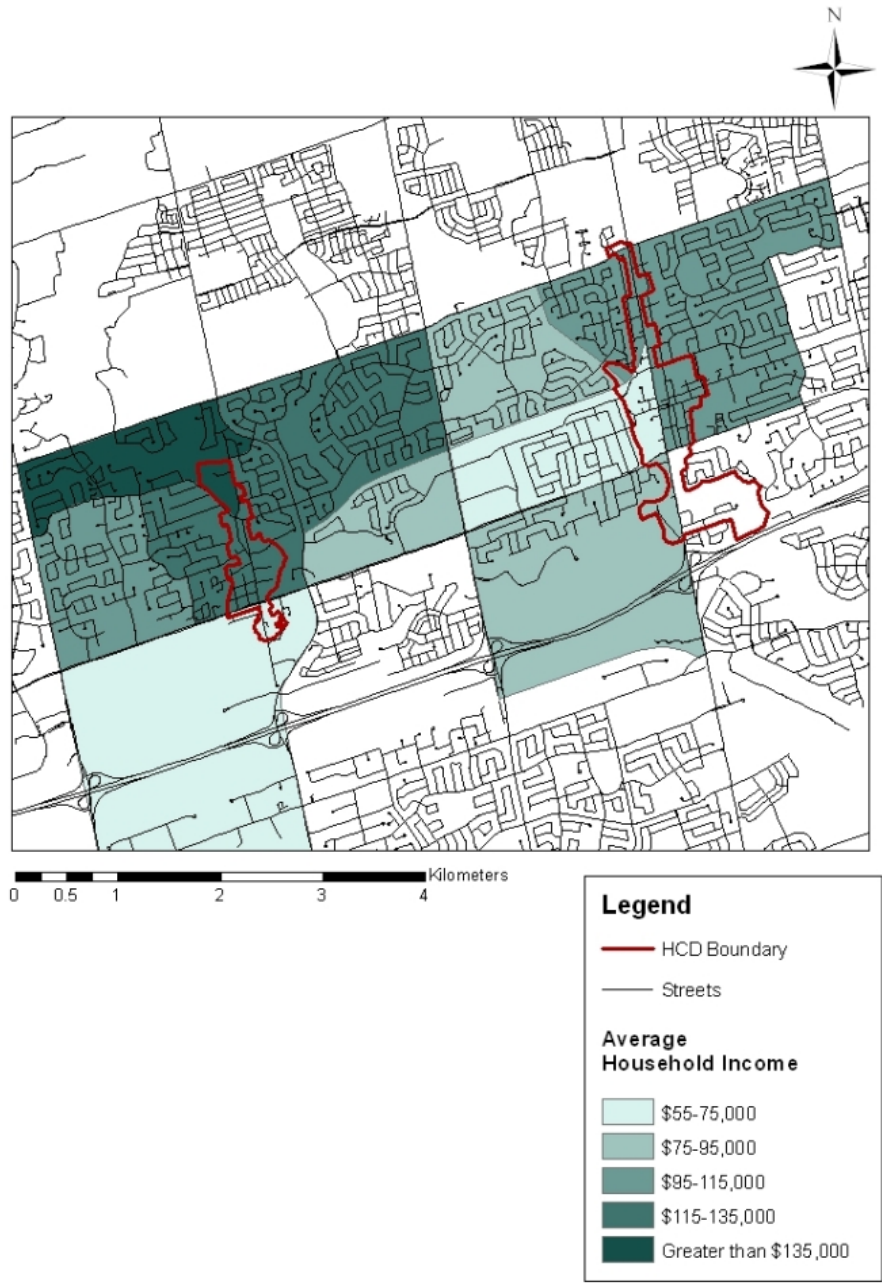 N
Kilometers
0 0.5 1 2 3 4
Legend
HCD Boundary
Streets
Average
Household Income
$55-75,000
$75-95,000
$95-115,000
$115-135,000
Greater than $135,000